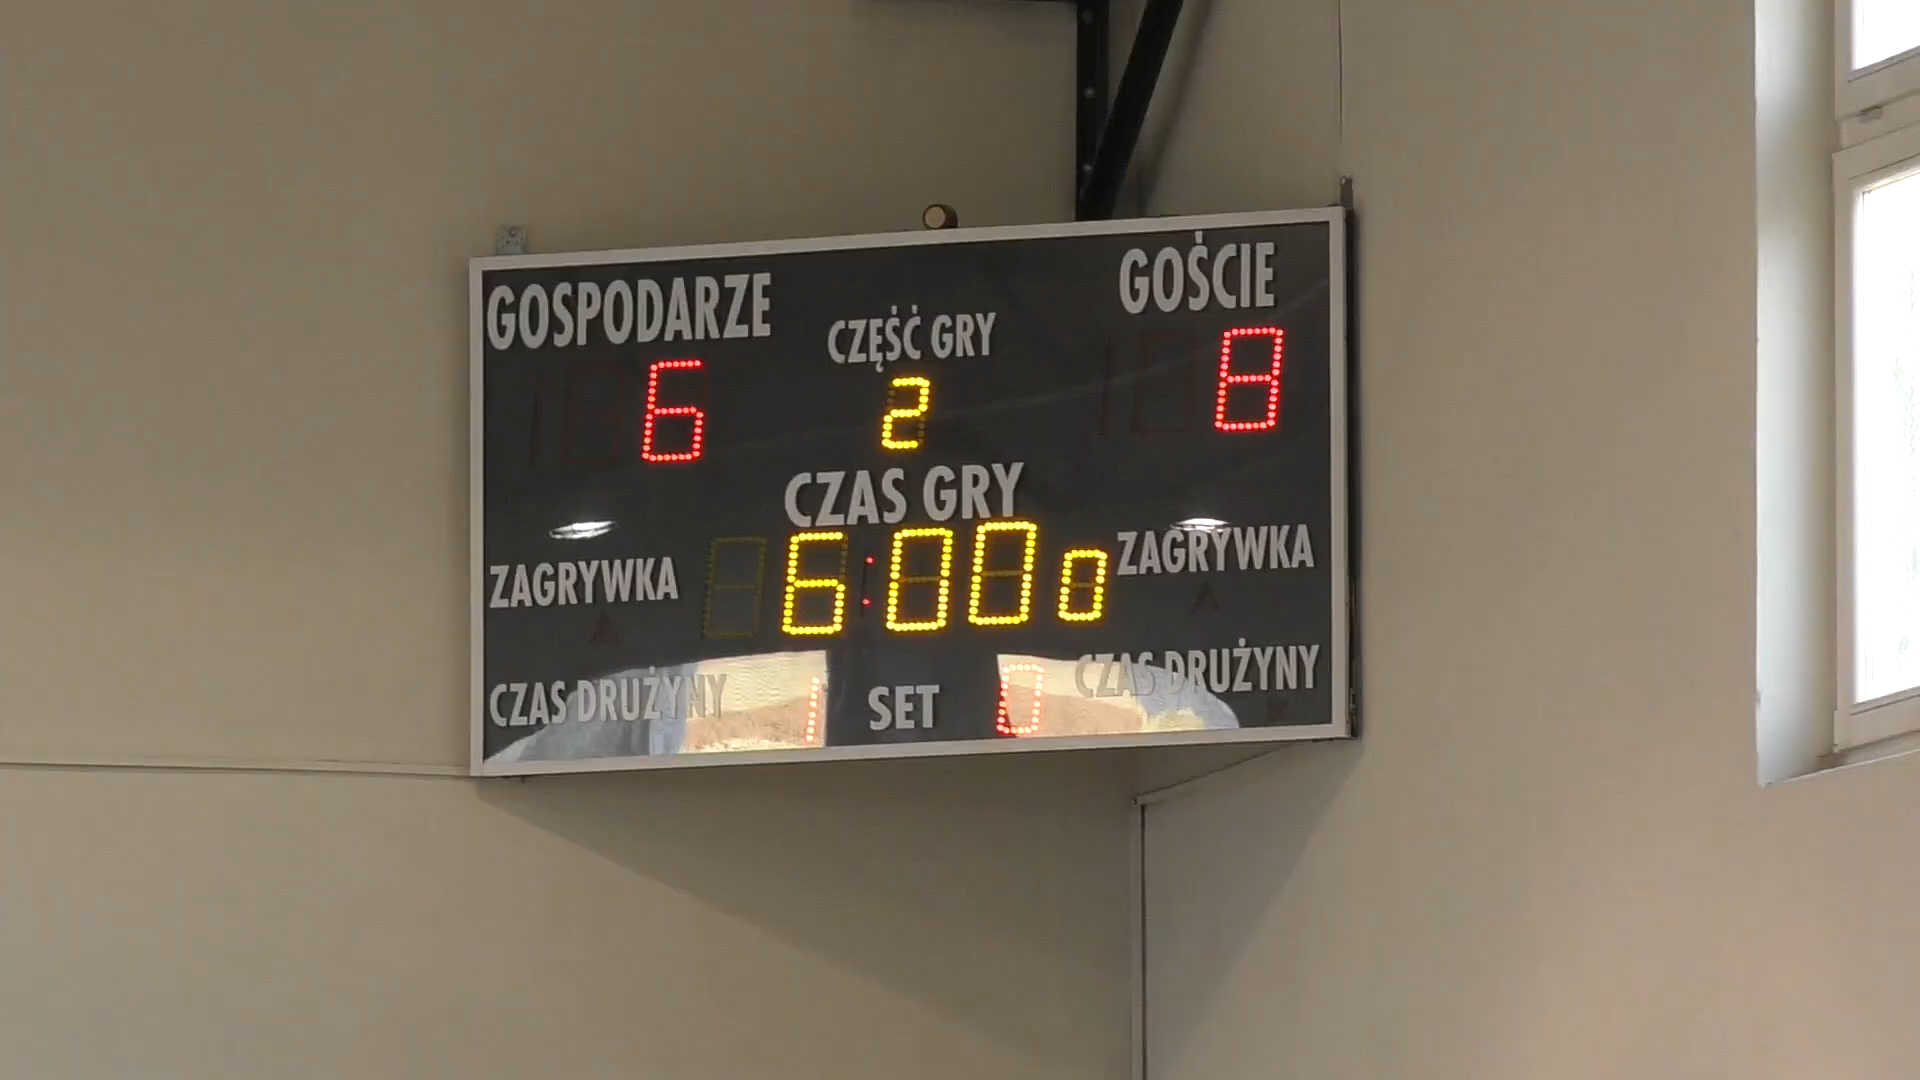 GOSPODARZE GOŚCIE
CZĘŚĆ GRY
6 2 8
CZAS GRY
6:00 0
ZAGRYWKA ZAGRYWKA
CZAS DRUŻYNY 1 SET 0 CZAS DRUŻYNY